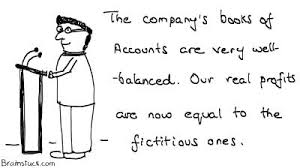 The company's books of
Accounts are very well-
-balanced. Our real profits
are now equal to the
fictitious ones.
Brainstuck.com